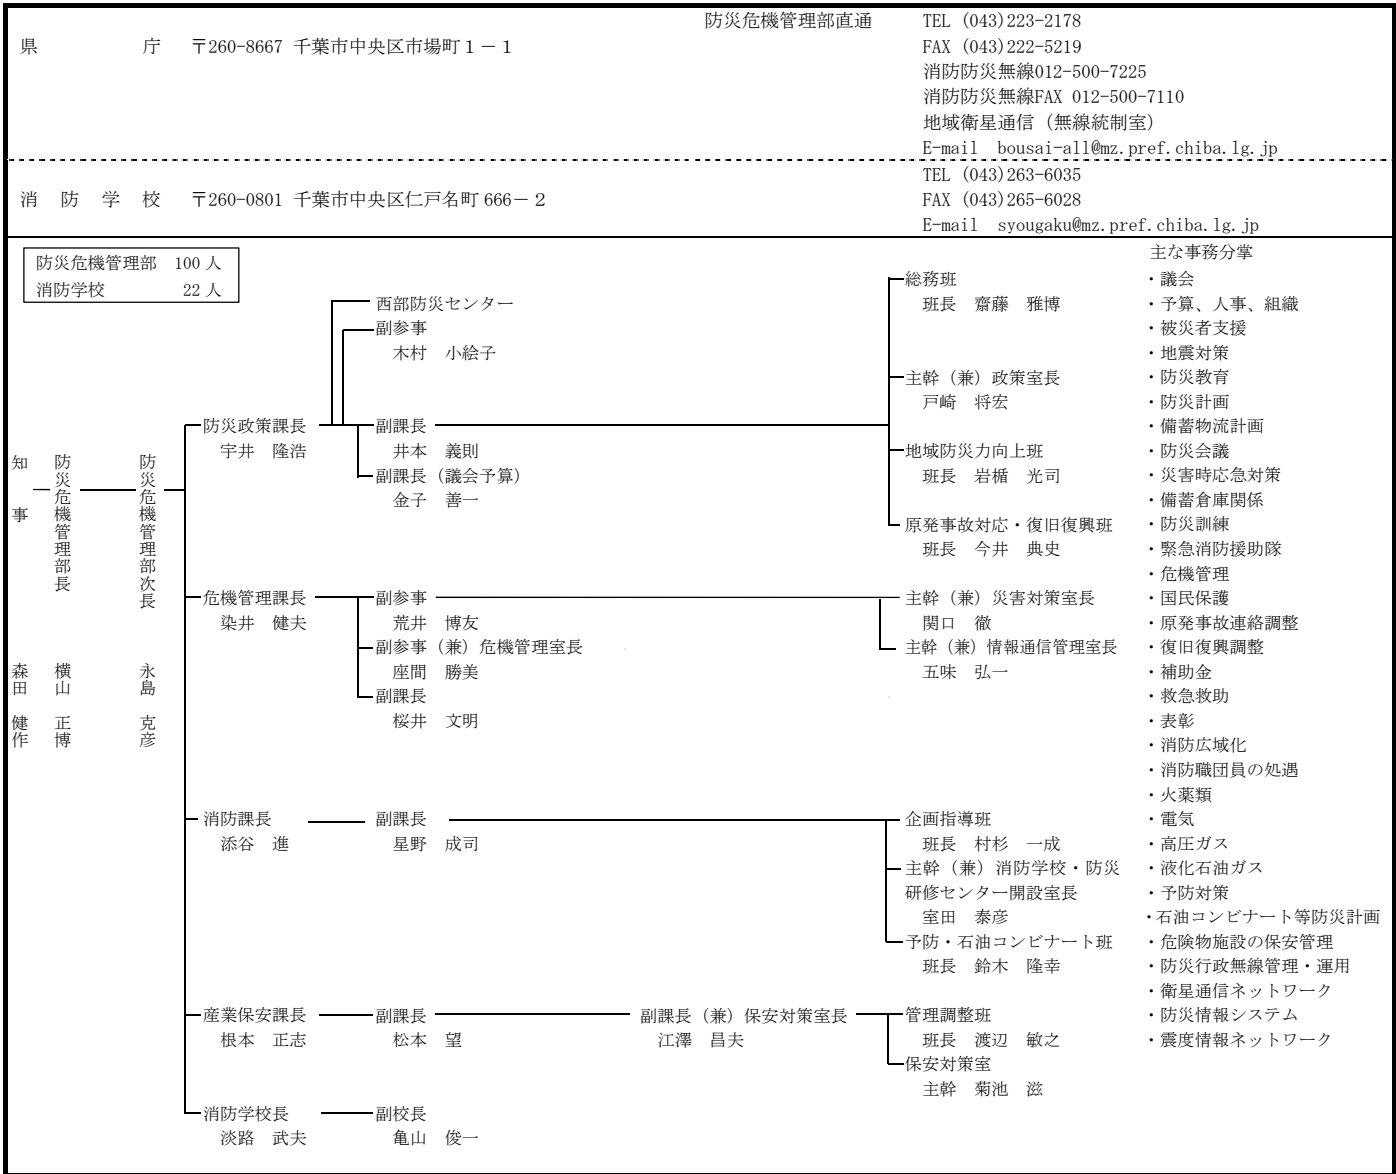 防災危機管理部直通 TEL (043)223-2178
県 庁 〒260-8667 千葉市中央区市場町１－１ FAX (043)222-5219
消防防災無線012-500-7225
消防防災無線FAX 012-500-7110
地域衛星通信（無線統制室）
E-mail bousai-all@mz.pref.chiba.lg.jp
TEL (043)263-6035
消 防 学 校 〒260-0801 千葉市中央区仁戸名町 666－２ FAX (043)265-6028
E-mail syougaku@mz.pref.chiba.lg.jp
防災危機管理部 100 人
消防学校 22 人
知事
森田 健作
防災危機管理部長
横山 正博
防災危機管理部次長
永島 克彦
防災政策課長
宇井 隆浩
西部防災センター
副参事
木村 小絵子
副課長
井本 義則
副課長（議会予算）
金子 善一
総務班
班長 齋藤 雅博
主幹（兼）政策室長
戸崎 将宏
地域防災力向上班
班長 岩楯 光司
原発事故対応・復旧復興班
班長 今井 典史
危機管理課長
染井 健夫
副参事
荒井 博友
副参事（兼）危機管理室長
座間 勝美
副課長
桜井 文明
主幹（兼）災害対策室長
関口 徹
主幹（兼）情報通信管理室長
五味 弘一
消防課長
添谷 進
副課長
星野 成司
企画指導班
班長 村杉 一成
主幹（兼）消防学校・防災
研修センター開設室長
室田 泰彦
予防・石油コンビナート班
班長 鈴木 隆幸
産業保安課長
根本 正志
副課長
松本 望
副課長（兼）保安対策室長
江澤 昌夫
管理調整班
班長 渡辺 敏之
保安対策室
主幹 菊池 滋
消防学校長
淡路 武夫
副校長
亀山 俊一
主な事務分掌
・議会
・予算、人事、組織
・被災者支援
・地震対策
・防災教育
・防災計画
・備蓄物流計画
・防災会議
・災害時応急対策
・備蓄倉庫関係
・防災訓練
・緊急消防援助隊
・危機管理
・国民保護
・原発事故連絡調整
・復旧復興調整
・補助金
・救急救助
・表彰
・消防広域化
・消防職団員の処遇
・火薬類
・電気
・高圧ガス
・液化石油ガス
・予防対策
・石油コンビナート等防災計画
・危険物施設の保安管理
・防災行政無線管理・運用
・衛星通信ネットワーク
・防災情報システム
・震度情報ネットワーク